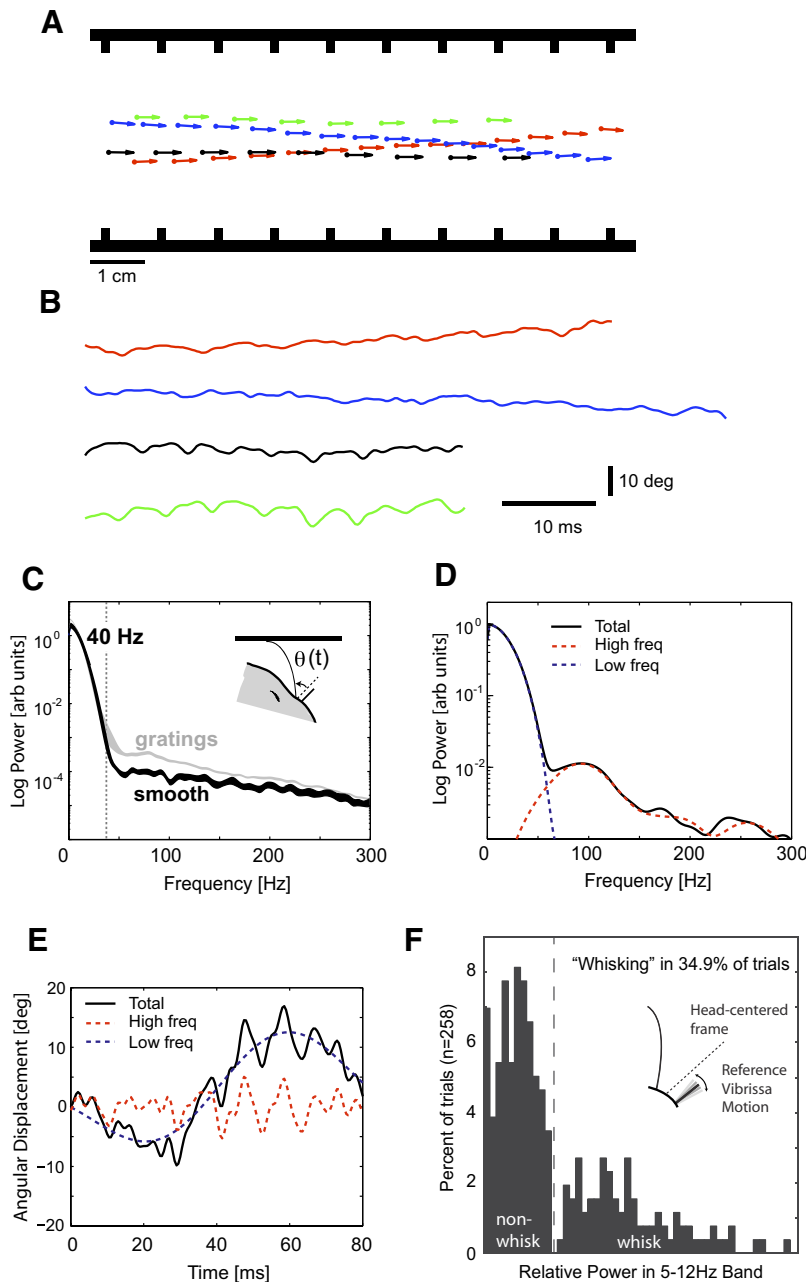 A
1 cm
B
10 deg
10 ms
C
Log Power [arb units]
10^0
10^-2
10^-4
40 Hz
θ(t)
gratings
smooth
0 100 200 300
Frequency [Hz]
D
Log Power [arb units]
10^0
10^-1
10^-2
Total
High freq
Low freq
0 100 200 300
Frequency [Hz]
E
Angular Displacement [deg]
20
10
0
−10
−20
Total
High freq
Low freq
0 20 40 60 80
Time [ms]
F
Percent of trials (n=258)
8
6
4
2
0
“Whisking” in 34.9% of trials
Head-centered
frame
Reference
Vibrissa
Motion
non-
whisk
whisk
Relative Power in 5-12Hz Band